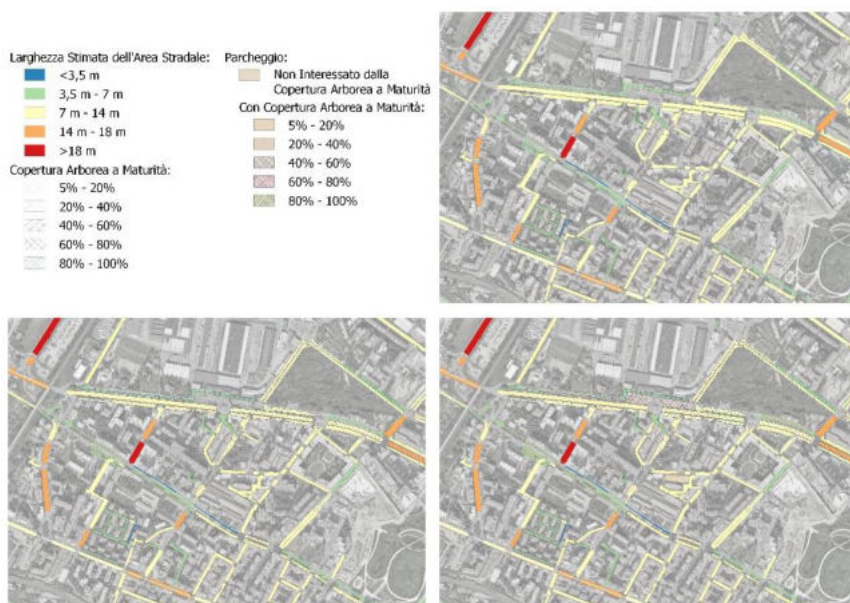 Larghezza Stimata dell'Area Stradale:
<3,5 m
3,5 m - 7 m
7 m - 14 m
14 m - 18 m
>18 m
Copertura Arborea a Maturità:
5% - 20%
20% - 40%
40% - 60%
60% - 80%
80% - 100%
Parcheggio:
Non Interessato dalla
Copertura Arborea a Maturità
Con Copertura Arborea a Maturità:
5% - 20%
20% - 40%
40% - 60%
60% - 80%
80% - 100%